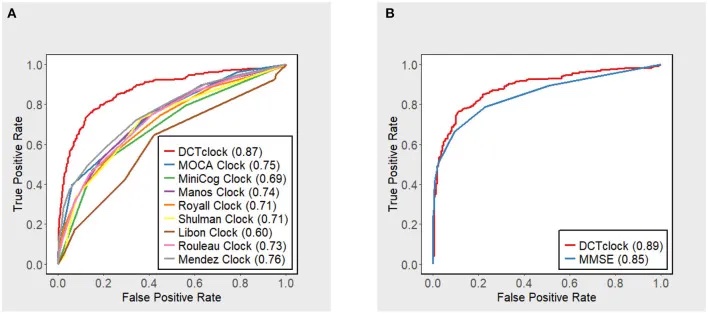 A
True Positive Rate
1.0
0.8
0.6
0.4
0.2
0.0
DCTclock (0.87)
MOCA Clock (0.75)
MiniCog Clock (0.69)
Manos Clock (0.74)
Royall Clock (0.71)
Shulman Clock (0.71)
Libon Clock (0.60)
Rouleau Clock (0.73)
Mendez Clock (0.76)
0.0 0.2 0.4 0.6 0.8 1.0
False Positive Rate
B
True Positive Rate
1.0
0.8
0.6
0.4
0.2
0.0
DCTclock (0.89)
MMSE (0.85)
0.0 0.2 0.4 0.6 0.8 1.0
False Positive Rate